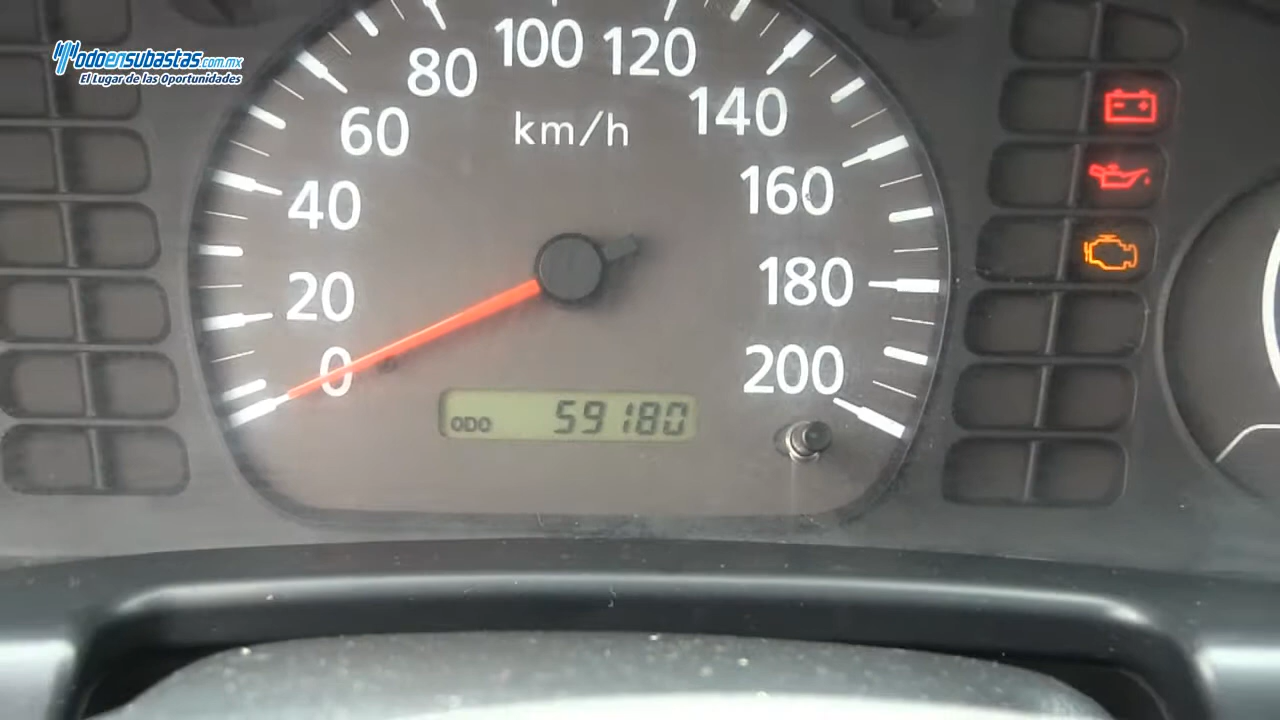 Todoensubastas.com.mx
El Lugar de las Oportunidades
100
120
80
140
60
km/h
160
40
180
20
200
0
ODO 59180